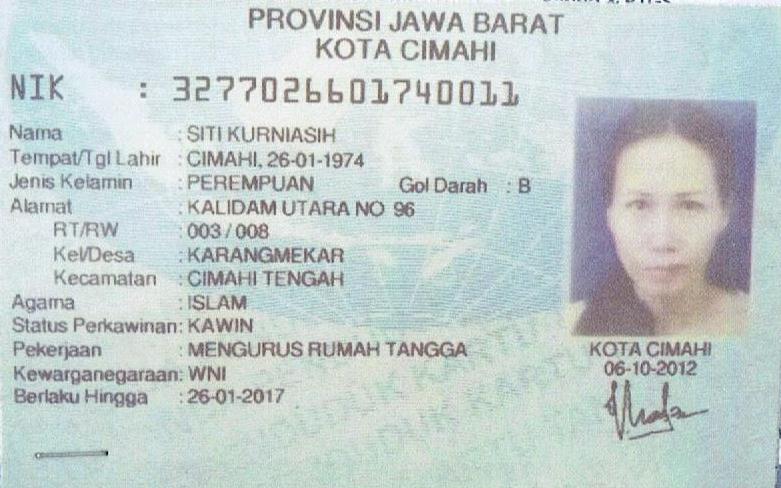 PROVINSI JAWA BARAT
KOTA CIMAHI
NIK : 3277026601740011
Nama : SITI KURNIASIH
Tempat/Tgl Lahir : CIMAHI, 26-01-1974
Jenis Kelamin : PEREMPUAN Gol Darah : B
Alamat : KALIDAM UTARA NO 96
RT/RW : 003 / 008
Kel/Desa : KARANGMEKAR
Kecamatan : CIMAHI TENGAH
Agama : ISLAM
Status Perkawinan: KAWIN
Pekerjaan : MENGURUS RUMAH TANGGA
Kewarganegaraan: WNI
Berlaku Hingga : 26-01-2017
KOTA CIMAHI
06-10-2012